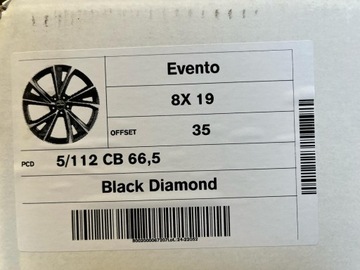 Evento
8X 19
OFFSET 35
PCD 5/112 CB 66,5
Black Diamond